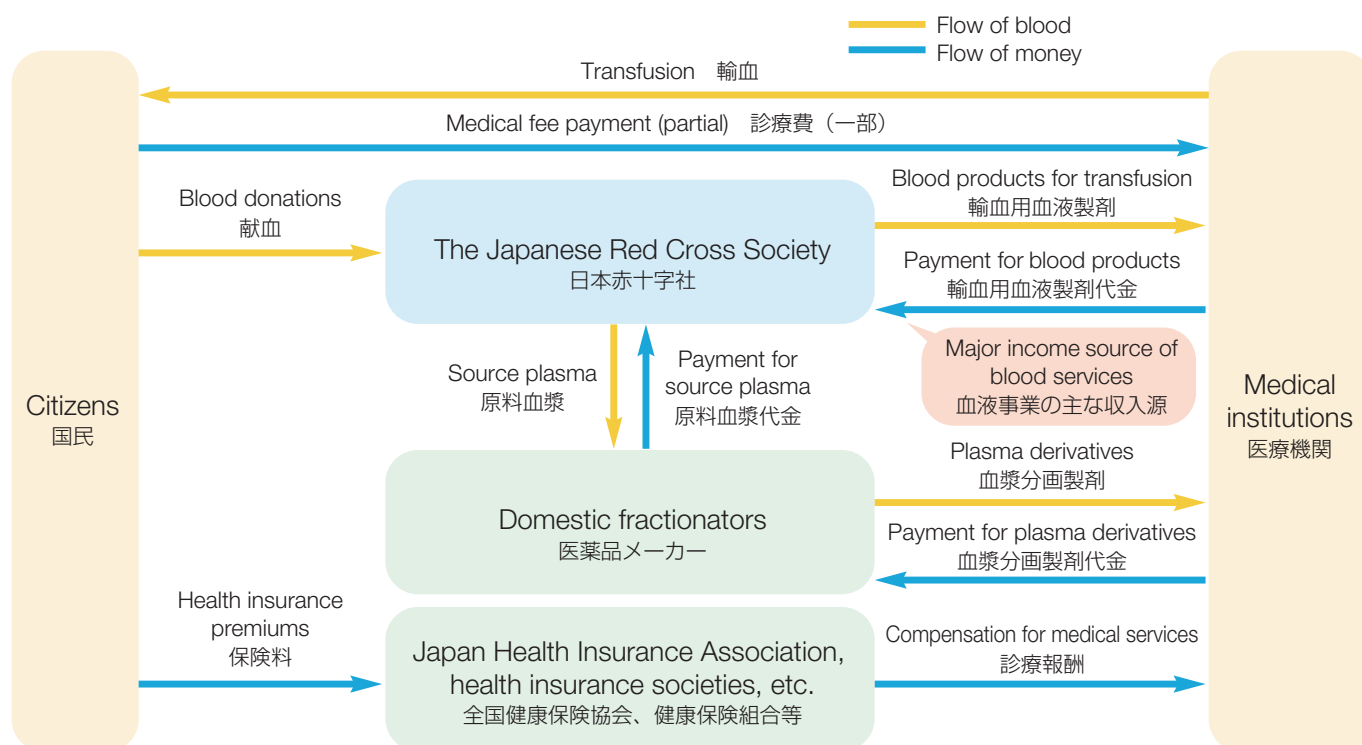 Flow of blood
Flow of money
Transfusion 輸血
Medical fee payment (partial) 診療費（一部）
Blood donations
献血
The Japanese Red Cross Society
日本赤十字社
Blood products for transfusion
輸血用血液製剤
Payment for blood products
輸血用血液製剤代金
Major income source of
blood services
血液事業の主な収入源
Source plasma
原料血漿
Payment for
source plasma
原料血漿代金
Citizens
国民
Medical
institutions
医療機関
Domestic fractionators
医薬品メーカー
Plasma derivatives
血漿分画製剤
Payment for plasma derivatives
血漿分画製剤代金
Health insurance
premiums
保険料
Japan Health Insurance Association,
health insurance societies, etc.
全国健康保険協会、健康保険組合等
Compensation for medical services
診療報酬